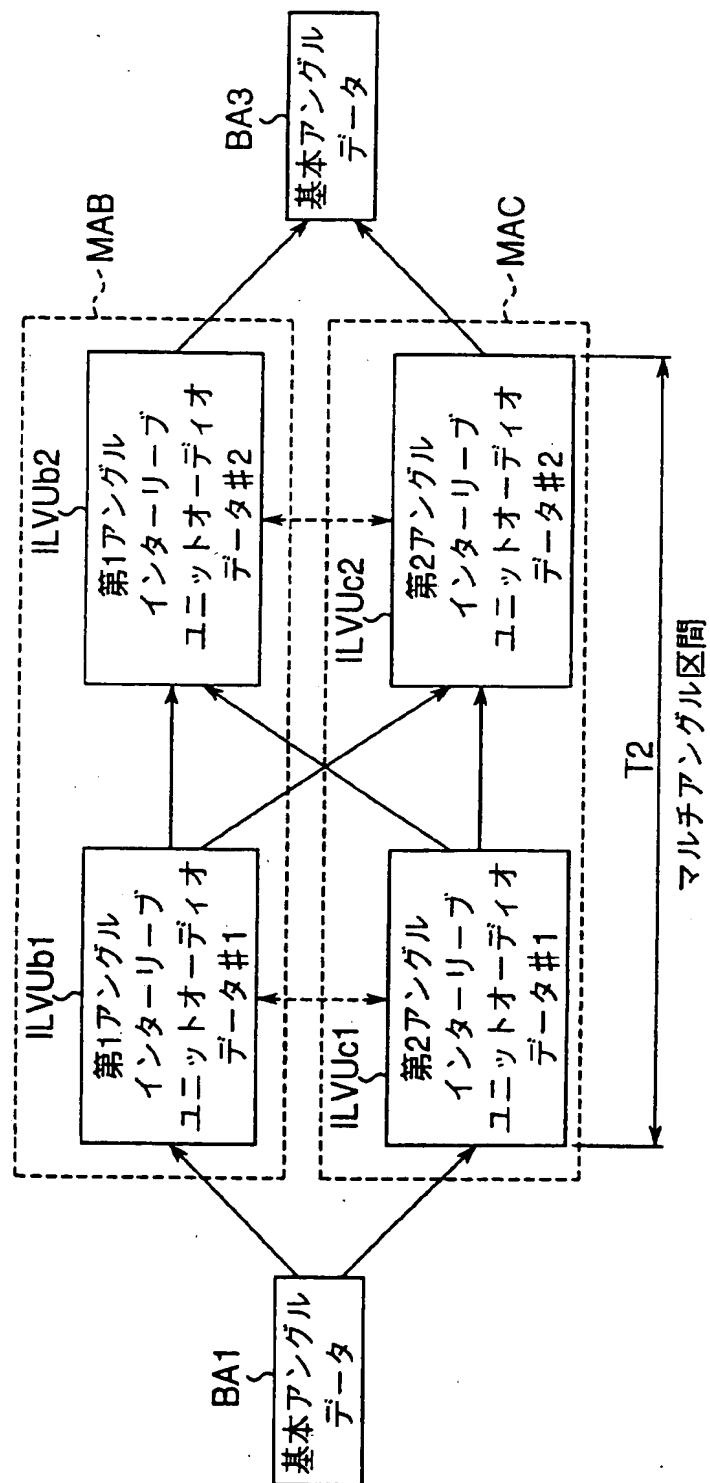 BA1
基本アングル
データ
ILVUb1
第1アングル
インターリーブ
ユニットオーディオ
データ#1
ILVUb2
第1アングル
インターリーブ
ユニットオーディオ
データ#2
MAB
ILVUc1
第2アングル
インターリーブ
ユニットオーディオ
データ#1
ILVUc2
第2アングル
インターリーブ
ユニットオーディオ
データ#2
MAC
BA3
基本アングル
データ
T2
マルチアングル区間